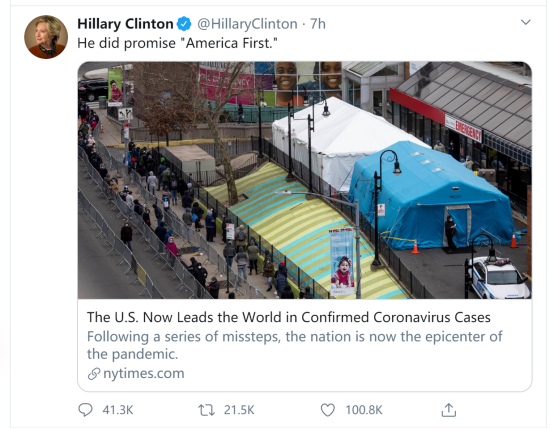 Hillary Clinton @HillaryClinton · 7h
He did promise "America First."
EMERGENCY
The U.S. Now Leads the World in Confirmed Coronavirus Cases
Following a series of missteps, the nation is now the epicenter of
the pandemic.
nytimes.com
41.3K 21.5K 100.8K